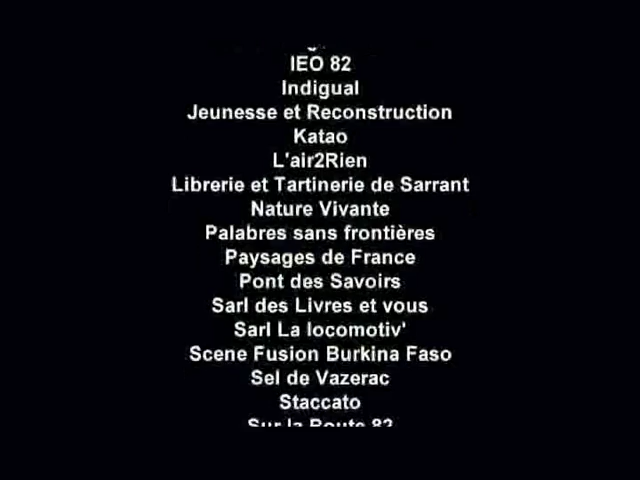 IEO 82
Indigual
Jeunesse et Reconstruction
Katao
L'air2Rien
Librerie et Tartinerie de Sarrant
Nature Vivante
Palabres sans frontières
Paysages de France
Pont des Savoirs
Sarl des Livres et vous
Sarl La locomotiv'
Scene Fusion Burkina Faso
Sel de Vazerac
Staccato
Sur la Route 82